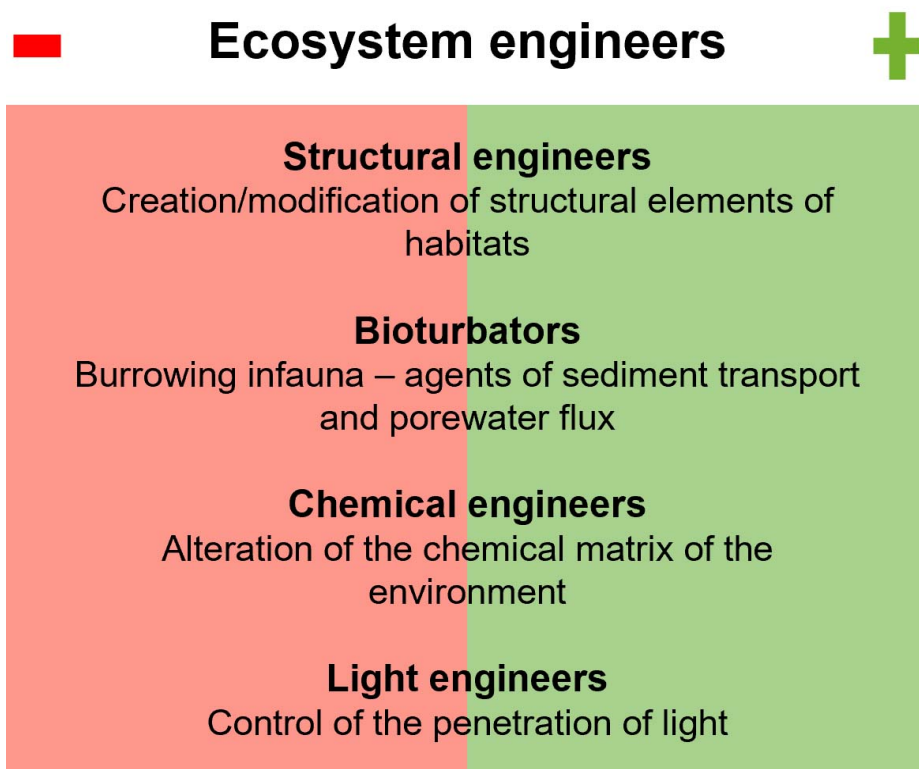 Ecosystem engineers
Structural engineers
Creation/modification of structural elements of
habitats
Bioturbators
Burrowing infauna – agents of sediment transport
and porewater flux
Chemical engineers
Alteration of the chemical matrix of the
environment
Light engineers
Control of the penetration of light